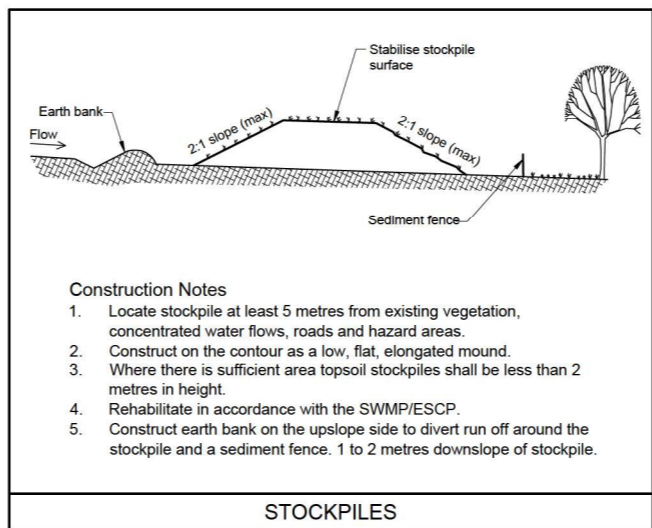 Stabilise stockpile
surface
Earth bank
Flow
2:1 slope (max)
2:1 slope (max)
Sediment fence
Construction Notes
1. Locate stockpile at least 5 metres from existing vegetation,
concentrated water flows, roads and hazard areas.
2. Construct on the contour as a low, flat, elongated mound.
3. Where there is sufficient area topsoil stockpiles shall be less than 2
metres in height.
4. Rehabilitate in accordance with the SWMP/ESCP.
5. Construct earth bank on the upslope side to divert run off around the
stockpile and a sediment fence. 1 to 2 metres downslope of stockpile.
STOCKPILES